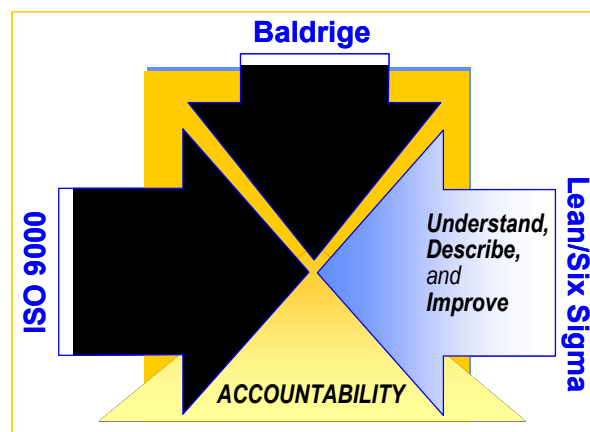 Baldrige
ISO 9000
Understand,
Describe,
and
Improve
Lean/Six Sigma
ACCOUNTABILITY